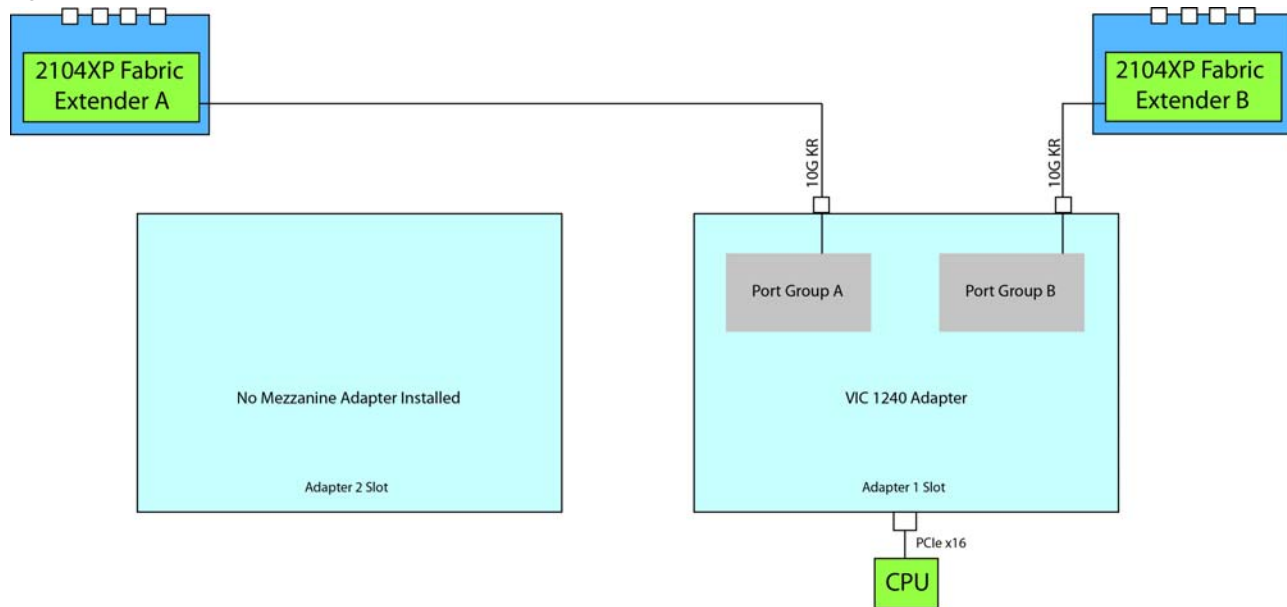 2104XP Fabric
Extender A
2104XP Fabric
Extender B
10G KR
10G KR
Port Group A
Port Group B
No Mezzanine Adapter Installed
VIC 1240 Adapter
Adapter 2 Slot
Adapter 1 Slot
PCIe x16
CPU